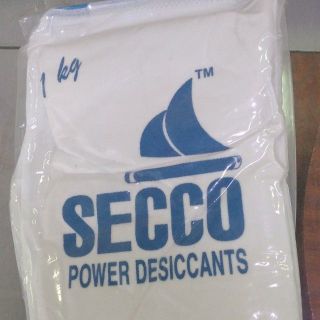 1 kg
TM
SECCO
POWER DESICCANTS